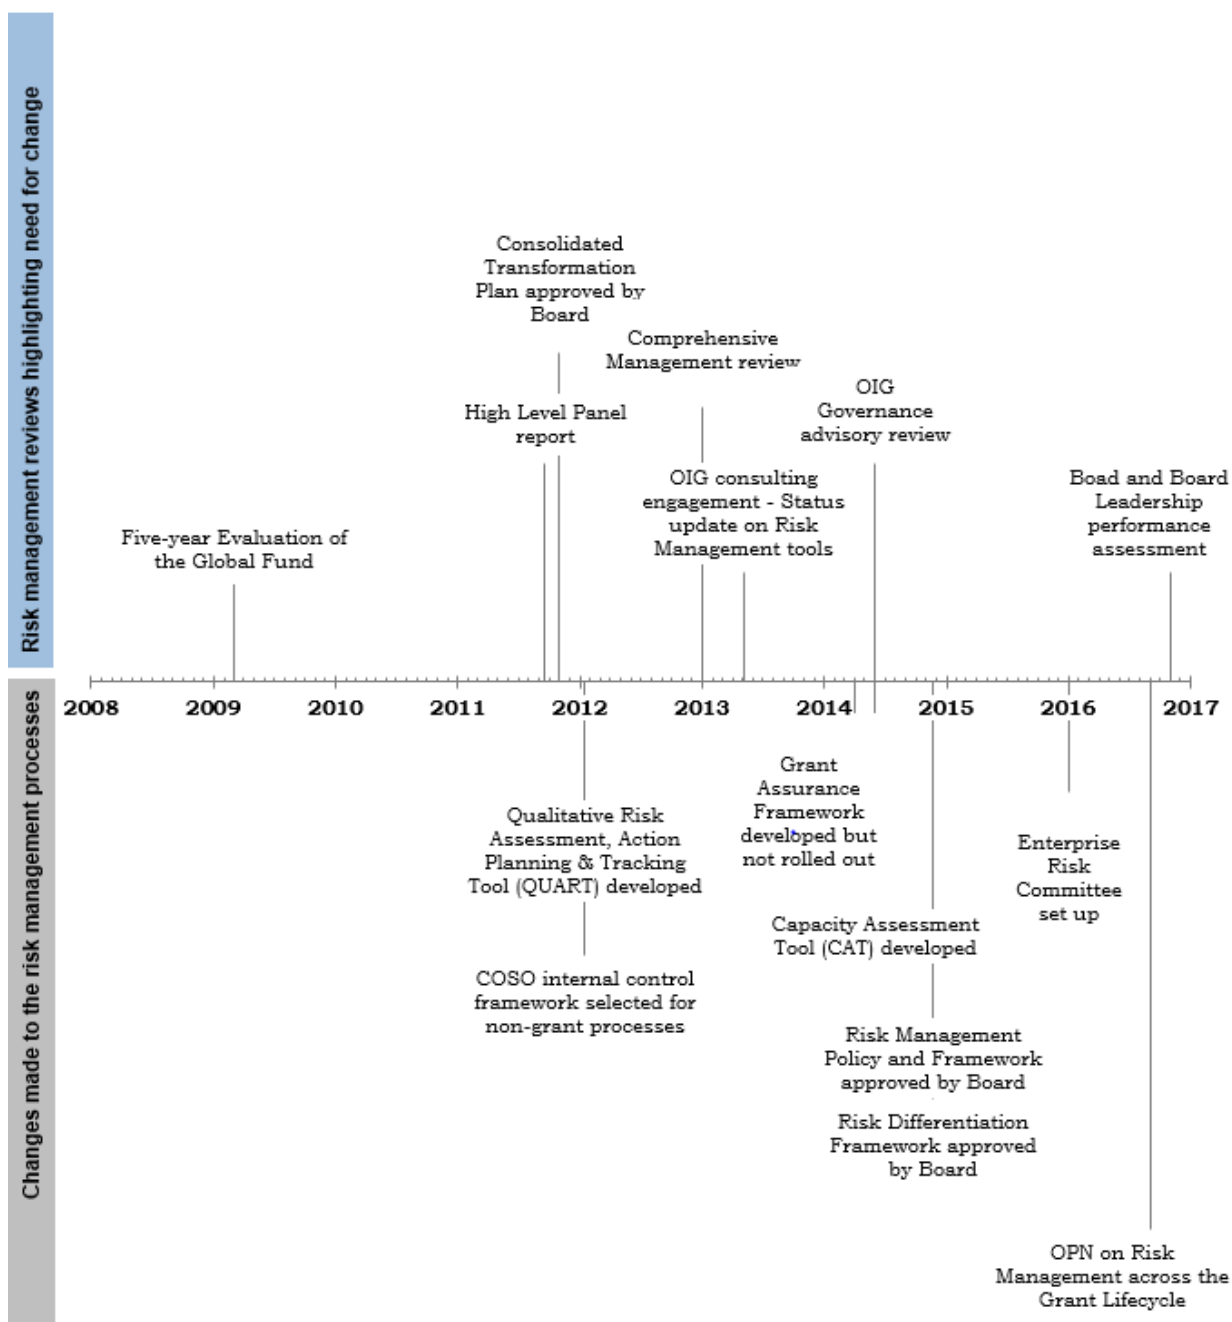 Risk management reviews highlighting need for change
Consolidated
Transformation
Plan approved by
Board
Comprehensive
Management review
High Level Panel
report
OIG
Governance
advisory review
OIG consulting
engagement - Status
update on Risk
Management tools
Boad and Board
Leadership
performance
assessment
Five-year Evaluation of
the Global Fund
2008 2009 2010 2011 2012 2013 2014 2015 2016 2017
Changes made to the risk management processes
Qualitative Risk
Assessment, Action
Planning & Tracking
Tool (QUART) developed
COSO internal control
framework selected for
non-grant processes
Grant
Assurance
Framework
developed but
not rolled out
Capacity Assessment
Tool (CAT) developed
Risk Management
Policy and Framework
approved by Board
Risk Differentiation
Framework approved
by Board
Enterprise
Risk
Committee
set up
OPN on Risk
Management across the
Grant Lifecycle